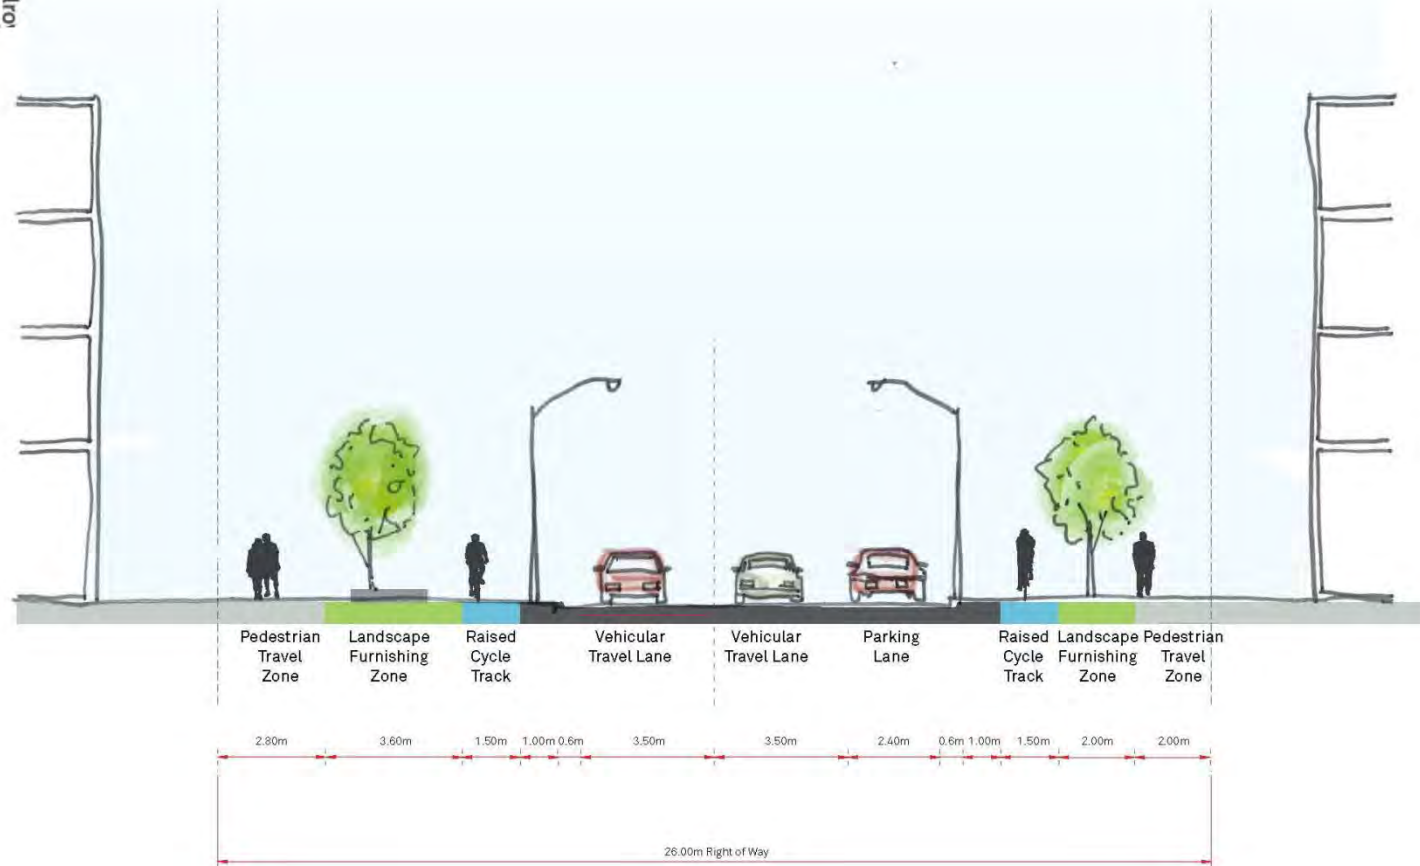 Pedestrian
Travel
Zone
Landscape
Furnishing
Zone
Raised
Cycle
Track
Vehicular
Travel Lane
Vehicular
Travel Lane
Parking
Lane
Raised
Cycle
Track
Landscape
Furnishing
Zone
Pedestrian
Travel
Zone
2.80m 3.60m 1.50m 1.00m 0.6m 3.50m 3.50m 2.40m 0.6m 1.00m 1.50m 2.00m 2.00m
26.00m Right of Way